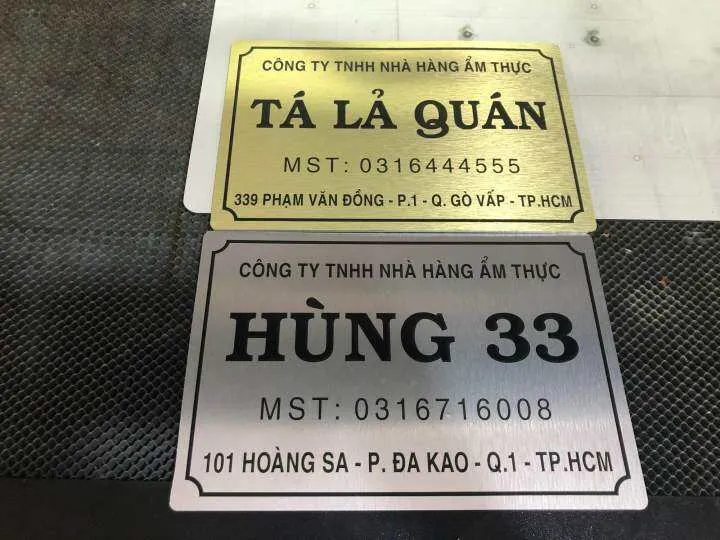 CÔNG TY TNHH NHÀ HÀNG ẨM THỰC
TÁ LẢ QUÁN
MST: 0316444555
339 PHẠM VĂN ĐỒNG - P.1 - Q. GÒ VẤP - TP.HCM
CÔNG TY TNHH NHÀ HÀNG ẨM THỰC
HÙNG 33
MST: 0316716008
101 HOÀNG SA - P. ĐA KAO - Q.1 - TP.HCM